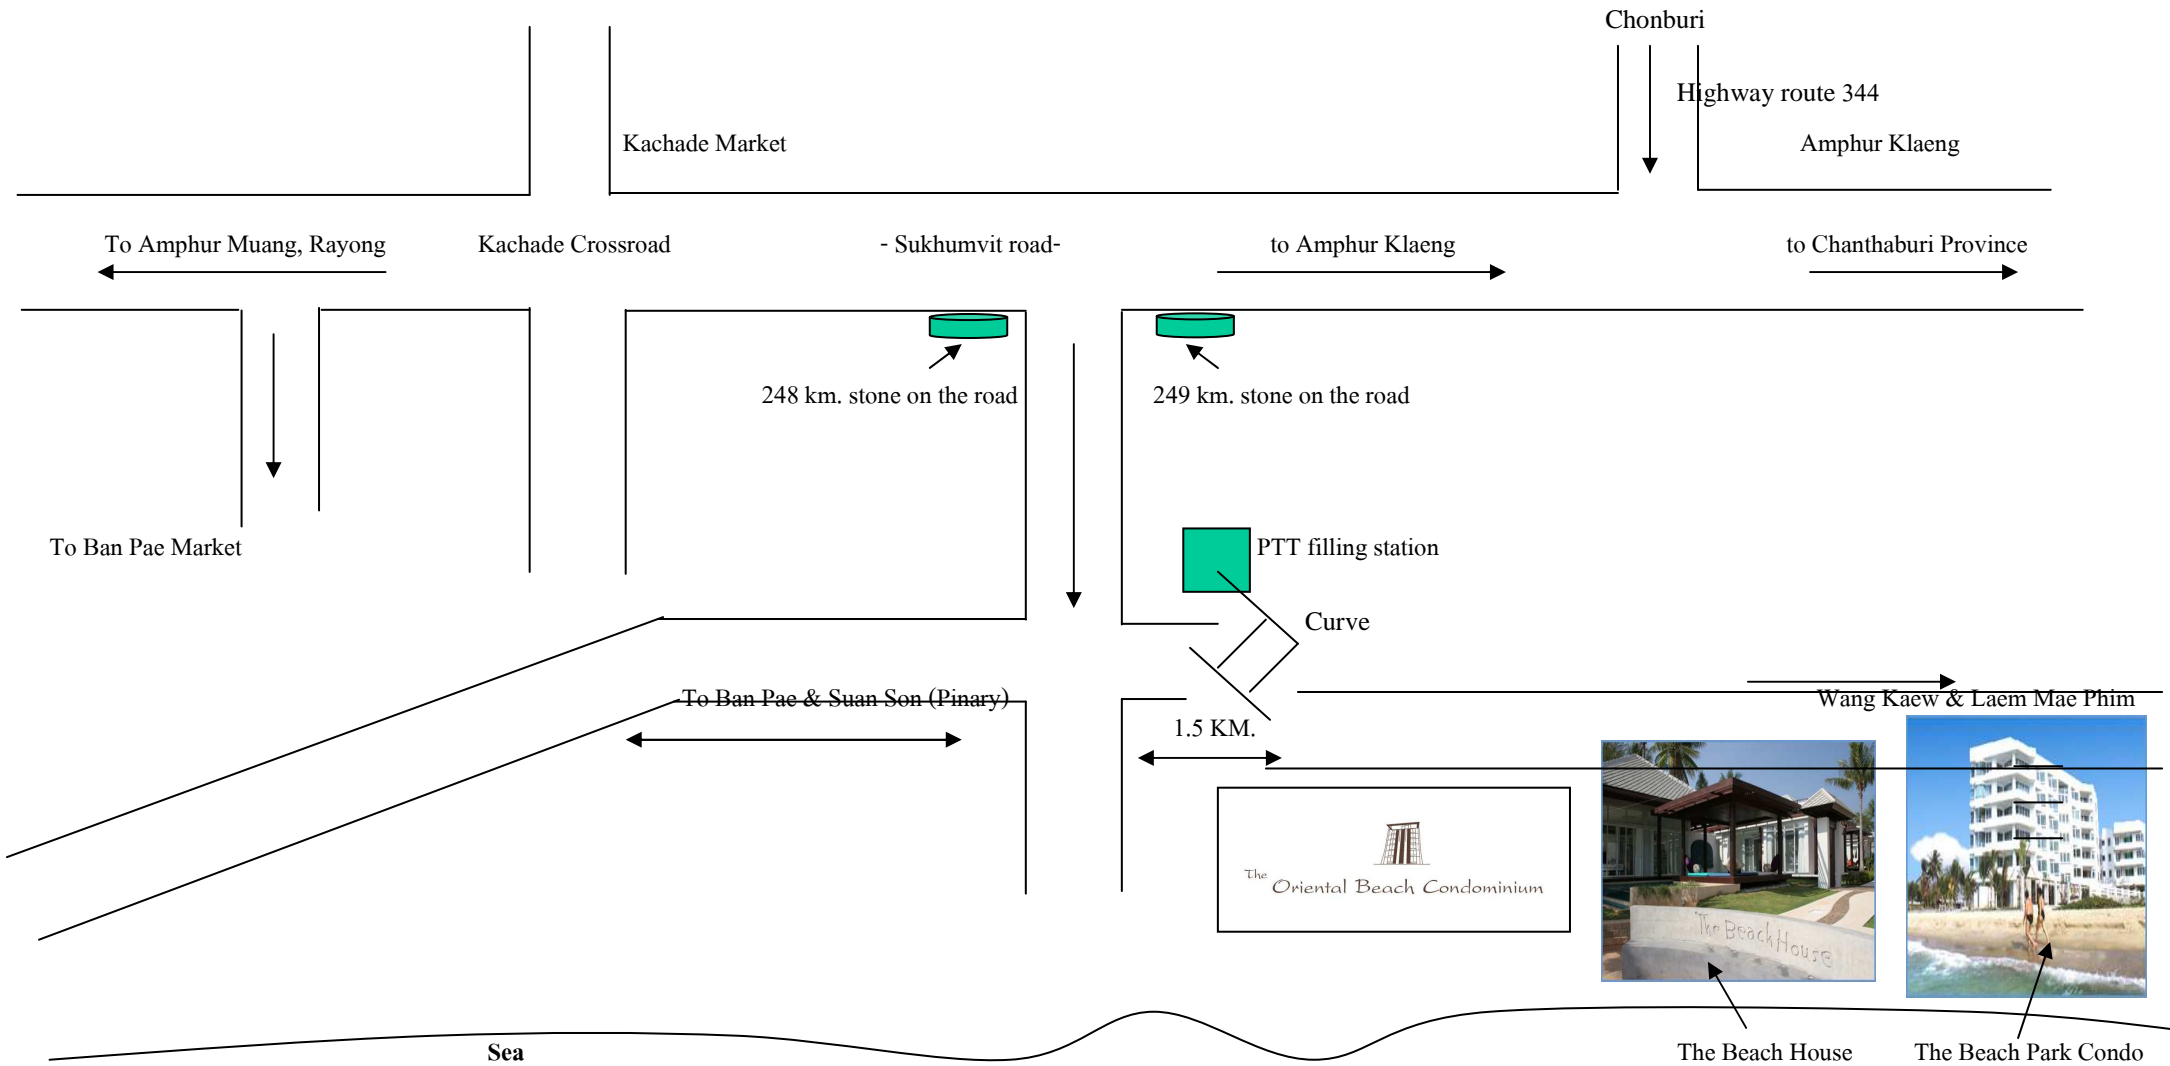 Chonburi
Highway route 344
Kachade Market
Amphur Klaeng
To Amphur Muang, Rayong
Kachade Crossroad
- Sukhumvit road-
to Amphur Klaeng
to Chanthaburi Province
248 km. stone on the road
249 km. stone on the road
To Ban Pae Market
PTT filling station
Curve
To Ban Pae & Suan Son (Pinary)
Wang Kaew & Laem Mae Phim
1.5 KM.
The Oriental Beach Condominium
The BeachHouse
Sea
The Beach House
The Beach Park Condo